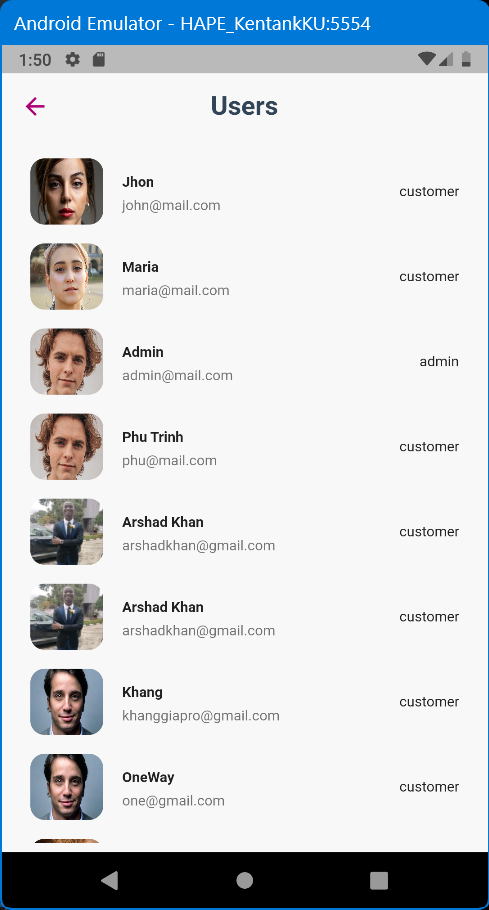 Android Emulator - HAPE_KentankKU:5554
1:50
Users
Jhon
john@mail.com
customer
Maria
maria@mail.com
customer
Admin
admin@mail.com
admin
Phu Trinh
phu@mail.com
customer
Arshad Khan
arshadkhan@gmail.com
customer
Arshad Khan
arshadkhan@gmail.com
customer
Khang
khanggiapro@gmail.com
customer
OneWay
one@gmail.com
customer